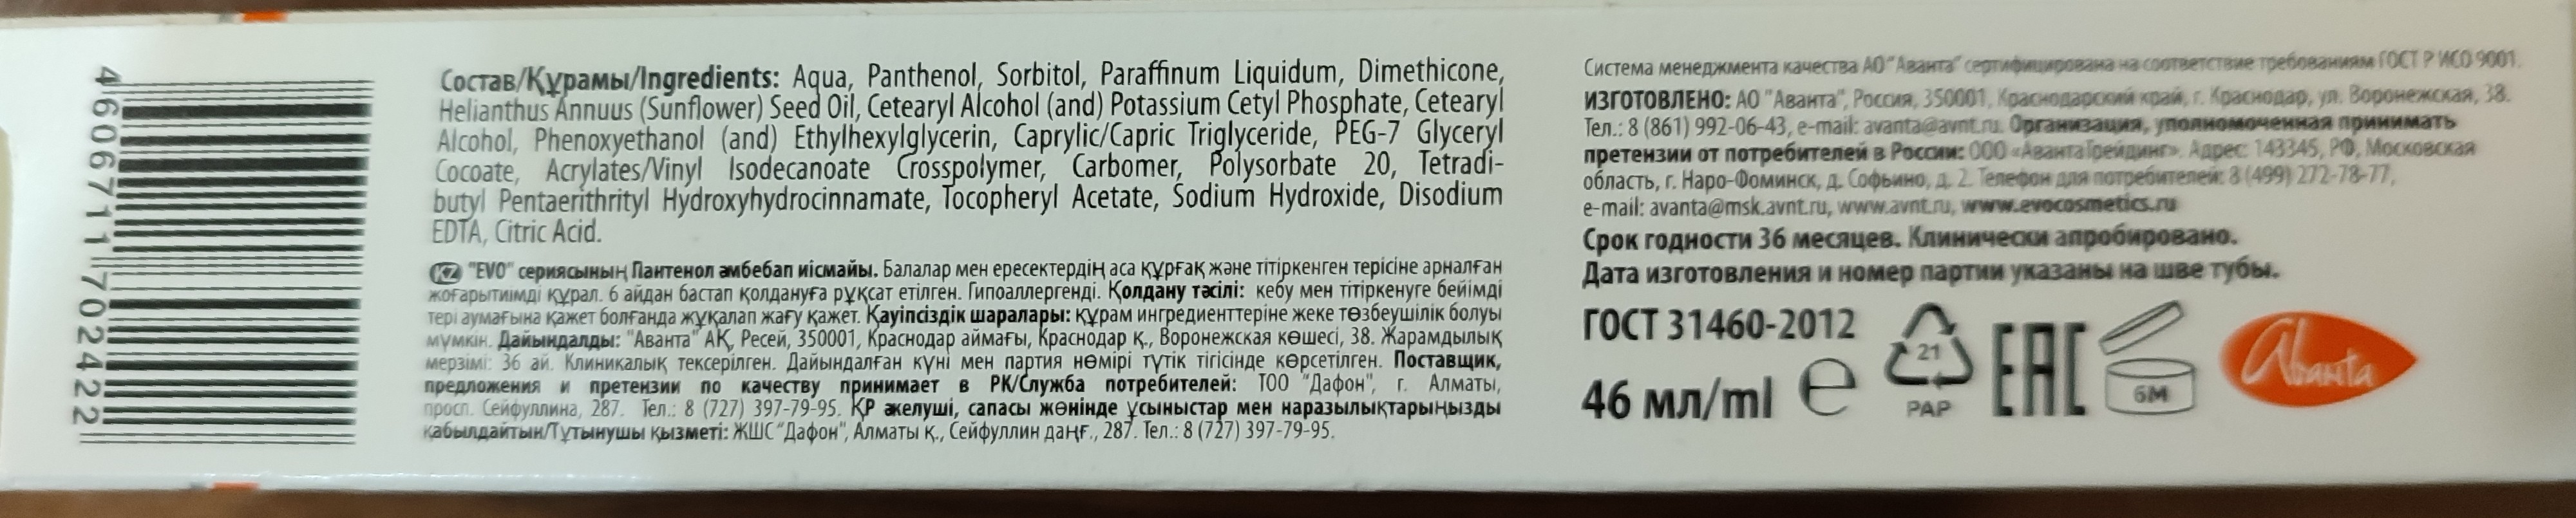 4606711702422
Состав/Құрамы/Ingredients: Aqua, Panthenol, Sorbitol, Paraffinum Liquidum, Dimethicone,
Helianthus Annuus (Sunflower) Seed Oil, Cetearyl Alcohol (and) Potassium Cetyl Phosphate, Cetearyl
Alcohol, Phenoxyethanol (and) Ethylhexylglycerin, Caprylic/Capric Triglyceride, PEG-7 Glyceryl
Cocoate, Acrylates/Vinyl Isodecanoate Crosspolymer, Carbomer, Polysorbate 20, Tetradi-
butyl Pentaerithrityl Hydroxyhydrocinnamate, Tocopheryl Acetate, Sodium Hydroxide, Disodium
EDTA, Citric Acid.
KZ "EVO" сериясының Пантенол әмбебап иісмайы. Балалар мен ересектердің аса құрғақ және тітіркенген терісіне арналған
жоғарытиімді құрал. 6 айдан бастап қолдануға рұқсат етілген. Гипоаллергенді. Қолдану тәсілі: кебу мен тітіркенуге бейімді
тері аумағына қажет болғанда жұқалап жағу қажет. Қауіпсіздік шаралары: құрам ингредиенттеріне жеке төзбеушілік болуы
мүмкін. Дайындалды: "Аванта" АҚ, Ресей, 350001, Краснодар аймағы, Краснодар қ., Воронежская көшесі, 38. Жарамдылық
мерзімі: 36 ай. Клиникалық тексерілген. Дайындалған күні мен партия нөмірі түтік тігісінде көрсетілген. Поставщик,
предложения и претензии по качеству принимает в РК/Служба потребителей: ТОО "Дафон", г. Алматы,
просп. Сейфуллина, 287. Тел.: 8 (727) 397-79-95. ҚР әкелуші, сапасы жөнінде ұсыныстар мен наразылықтарыңызды
қабылдайтын/Тұтынушы қызметі: ЖШС "Дафон", Алматы қ., Сейфуллин даңғ., 287. Тел.: 8 (727) 397-79-95.
Система менеджмента качества АО "Аванта" сертифицирована на соответствие требованиям ГОСТ Р ИСО 9001.
ИЗГОТОВЛЕНО: АО "Аванта", Россия, 350001, Краснодарский край, г. Краснодар, ул. Воронежская, 38.
Тел.: 8 (861) 992-06-43, e-mail: avanta@avnt.ru. Организация, уполномоченная принимать
претензии от потребителей в России: ООО «АвантаТрейдинг». Адрес: 143345, РФ, Московская
область, г. Наро-Фоминск, д. Софьино, д. 2. Телефон для потребителей: 8 (499) 272-78-77,
e-mail: avanta@msk.avnt.ru, www.avnt.ru, www.evocosmetics.ru
Срок годности 36 месяцев. Клинически апробировано.
Дата изготовления и номер партии указаны на шве тубы.
ГОСТ 31460-2012
46 мл/ml e
21
PAP
EAC
6M
Avanta